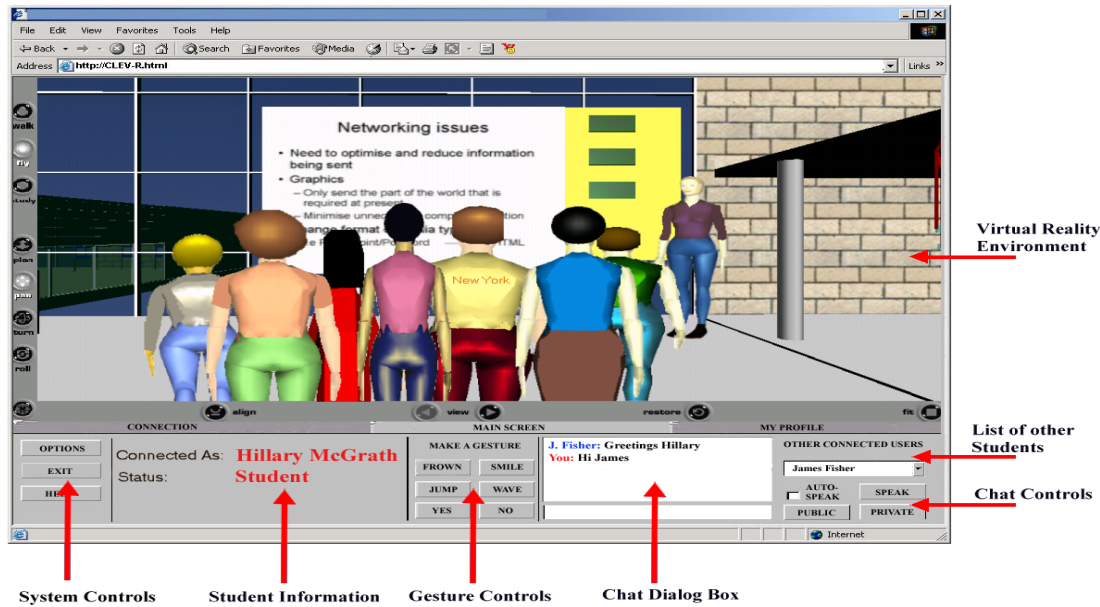 File Edit View Favorites Tools Help
Back Search Favorites Media
Address http://CLEV-R.html Links »
walk
fly
study
plan
pan
turn
roll
Networking issues
• Need to optimise and reduce information
being sent
• Graphics
– Only send the part of the world that is
required at present
– Minimise
New York
align view restore fit
CONNECTION MAIN SCREEN MY PROFILE
OPTIONS
EXIT
Connected As: Hillary McGrath
Status: Student
MAKE A GESTURE
FROWN SMILE
JUMP WAVE
YES NO
J. Fisher: Greetings Hillary
You: Hi James
OTHER CONNECTED USERS
James Fisher
AUTO-
SPEAK
SPEAK
PUBLIC PRIVATE
Internet
Virtual Reality
Environment
List of other
Students
Chat Controls
System Controls
Student Information
Gesture Controls
Chat Dialog Box